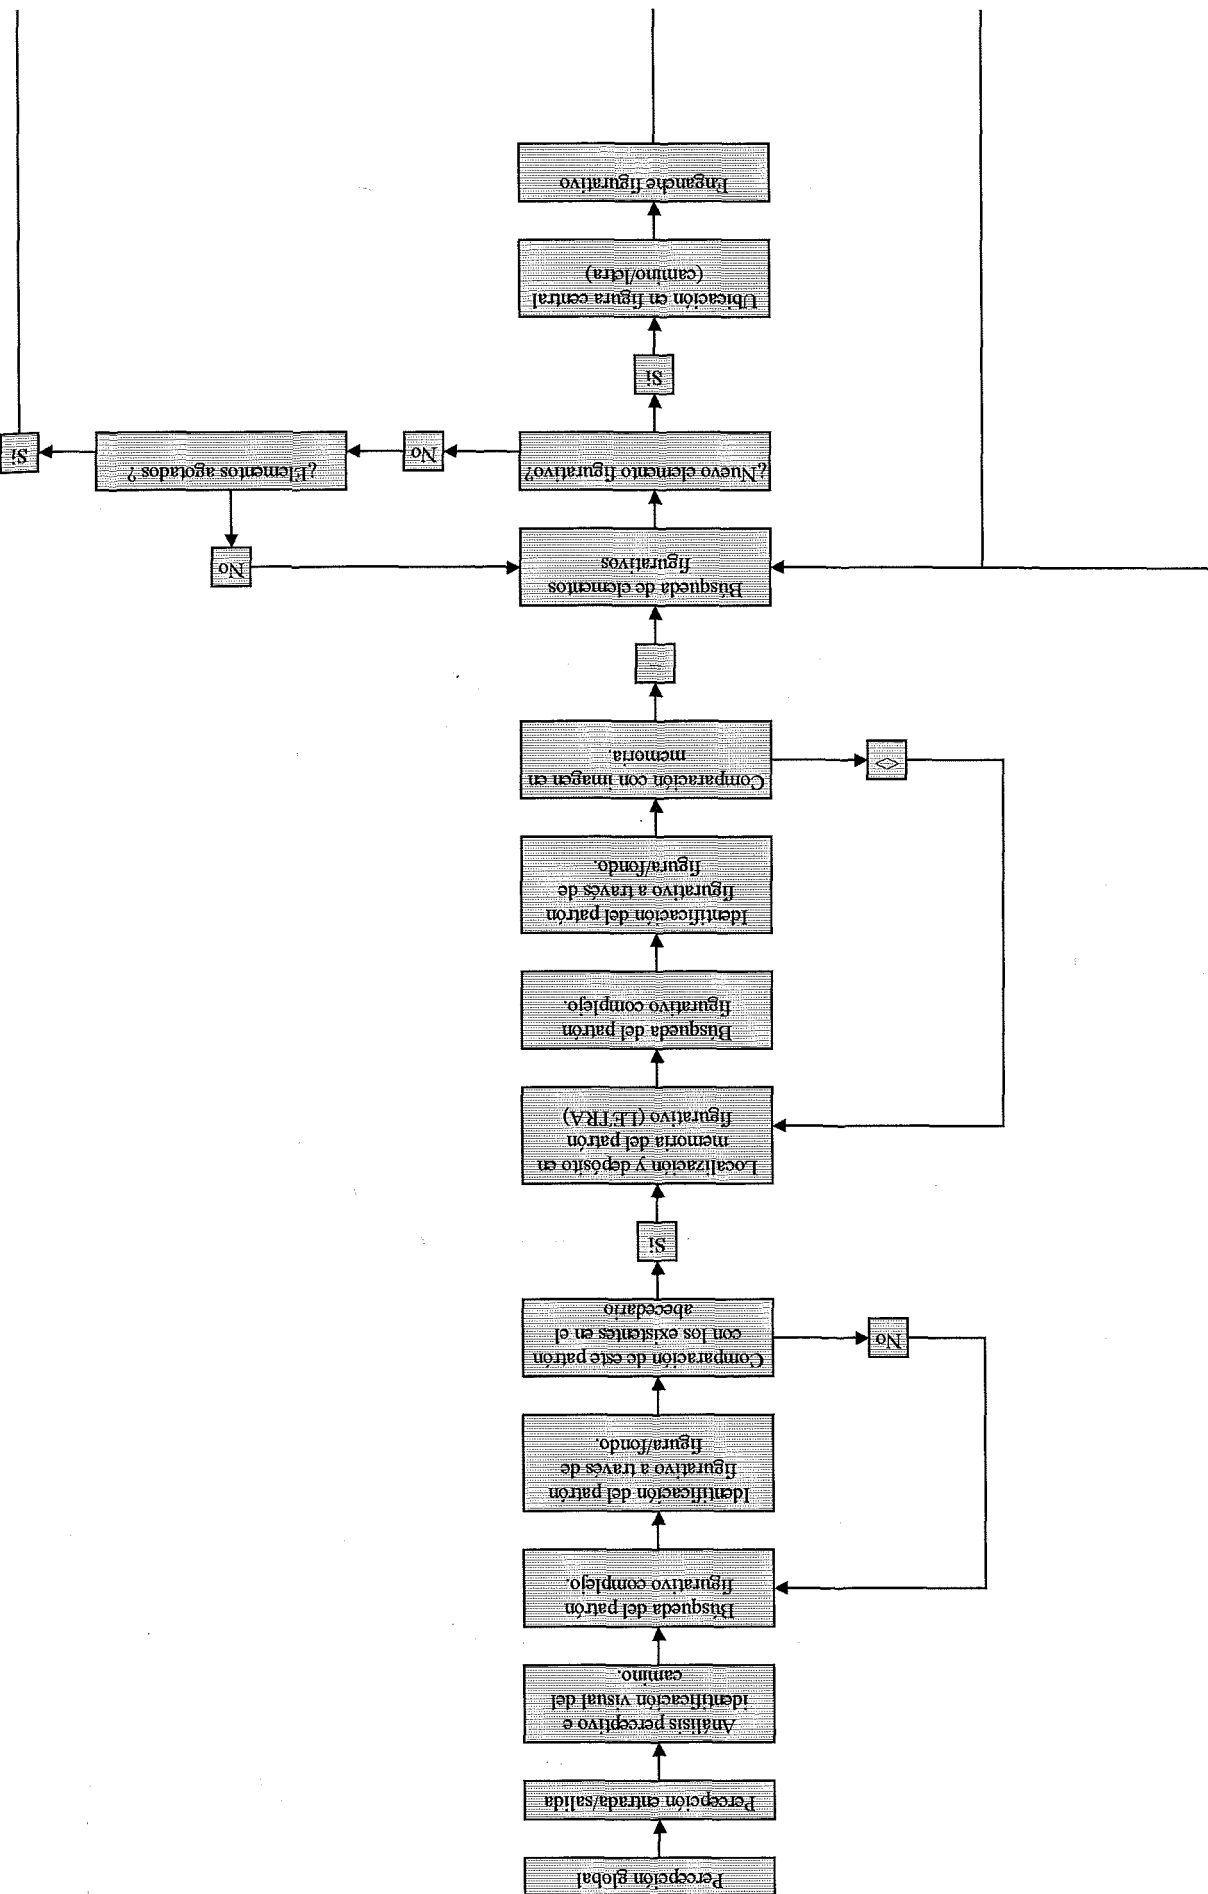 Percepción global
Percepción entrada/salida
Análisis perceptivo e
identificación visual del
camino.
Búsqueda del patrón
figurativo complejo.
Identificación del patrón
figurativo a través de
figura/fondo.
Comparación de este patrón
con los existentes en el
abecedario
No
Si
Localización y depósito en
memoria del patrón
figurativo (LETRA)
Búsqueda del patrón
figurativo complejo.
Identificación del patrón
figurativo a través de
figura/fondo.
Comparación con imagen en
memoria.
<>
Búsqueda de elementos
figurativos
No
¿Nuevo elemento figurativo?
No
¿Elementos agotados?
Si
Si
Ubicación en figura central
(camino/letra)
Enganche figurativo